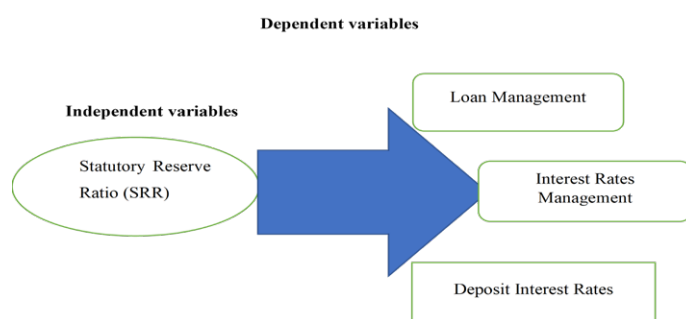 Dependent variables
Independent variables
Loan Management
Statutory Reserve
Ratio (SRR)
Interest Rates
Management
Deposit Interest Rates